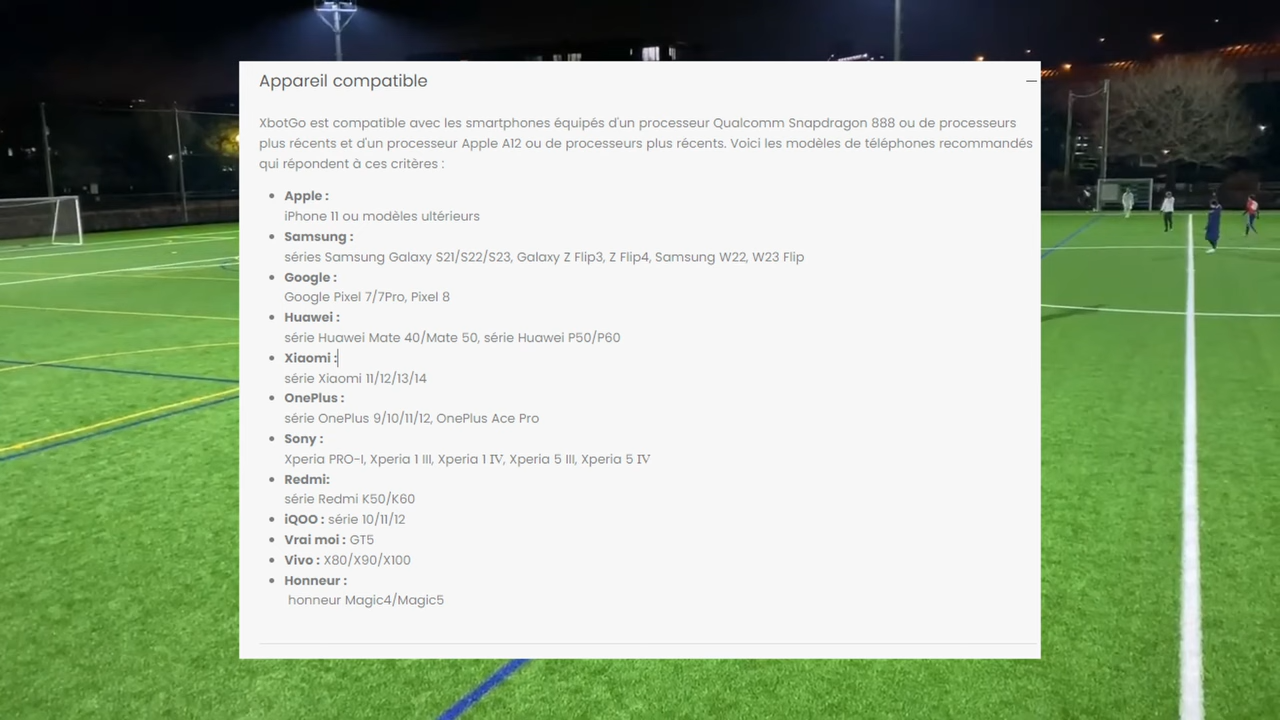 Appareil compatible
XbotGo est compatible avec les smartphones équipés d'un processeur Qualcomm Snapdragon 888 ou de processeurs
plus récents et d'un processeur Apple A12 ou de processeurs plus récents. Voici les modèles de téléphones recommandés
qui répondent à ces critères :
Apple :
iPhone 11 ou modèles ultérieurs
Samsung :
séries Samsung Galaxy S21/S22/S23, Galaxy Z Flip3, Z Flip4, Samsung W22, W23 Flip
Google :
Google Pixel 7/7Pro, Pixel 8
Huawei :
série Huawei Mate 40/Mate 50, série Huawei P50/P60
Xiaomi :
série Xiaomi 11/12/13/14
OnePlus :
série OnePlus 9/10/11/12, OnePlus Ace Pro
Sony :
Xperia PRO-I, Xperia 1 III, Xperia 1 IV, Xperia 5 III, Xperia 5 IV
Redmi:
série Redmi K50/K60
iQOO : série 10/11/12
Vrai moi : GT5
Vivo : X80/X90/X100
Honneur :
honneur Magic4/Magic5